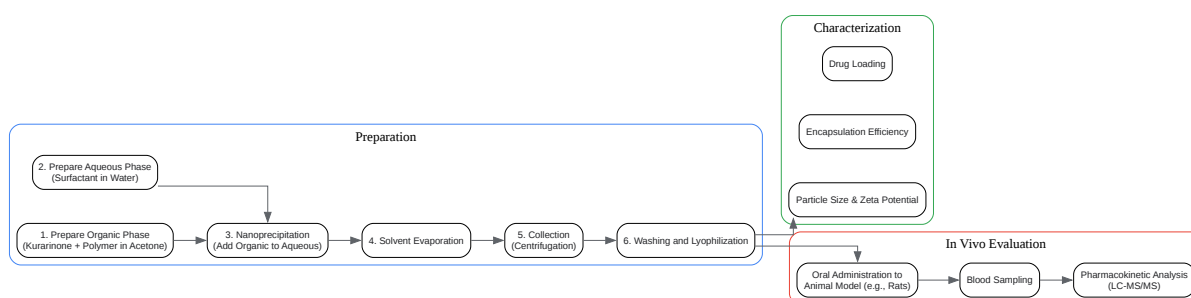 Preparation
2. Prepare Aqueous Phase
(Surfactant in Water)
1. Prepare Organic Phase
(Kurarinone + Polymer in Acetone)
3. Nanoprecipitation
(Add Organic to Aqueous)
4. Solvent Evaporation
5. Collection
(Centrifugation)
6. Washing and Lyophilization
Characterization
Drug Loading
Encapsulation Efficiency
Particle Size & Zeta Potential
In Vivo Evaluation
Oral Administration to
Animal Model (e.g., Rats)
Blood Sampling
Pharmacokinetic Analysis
(LC-MS/MS)